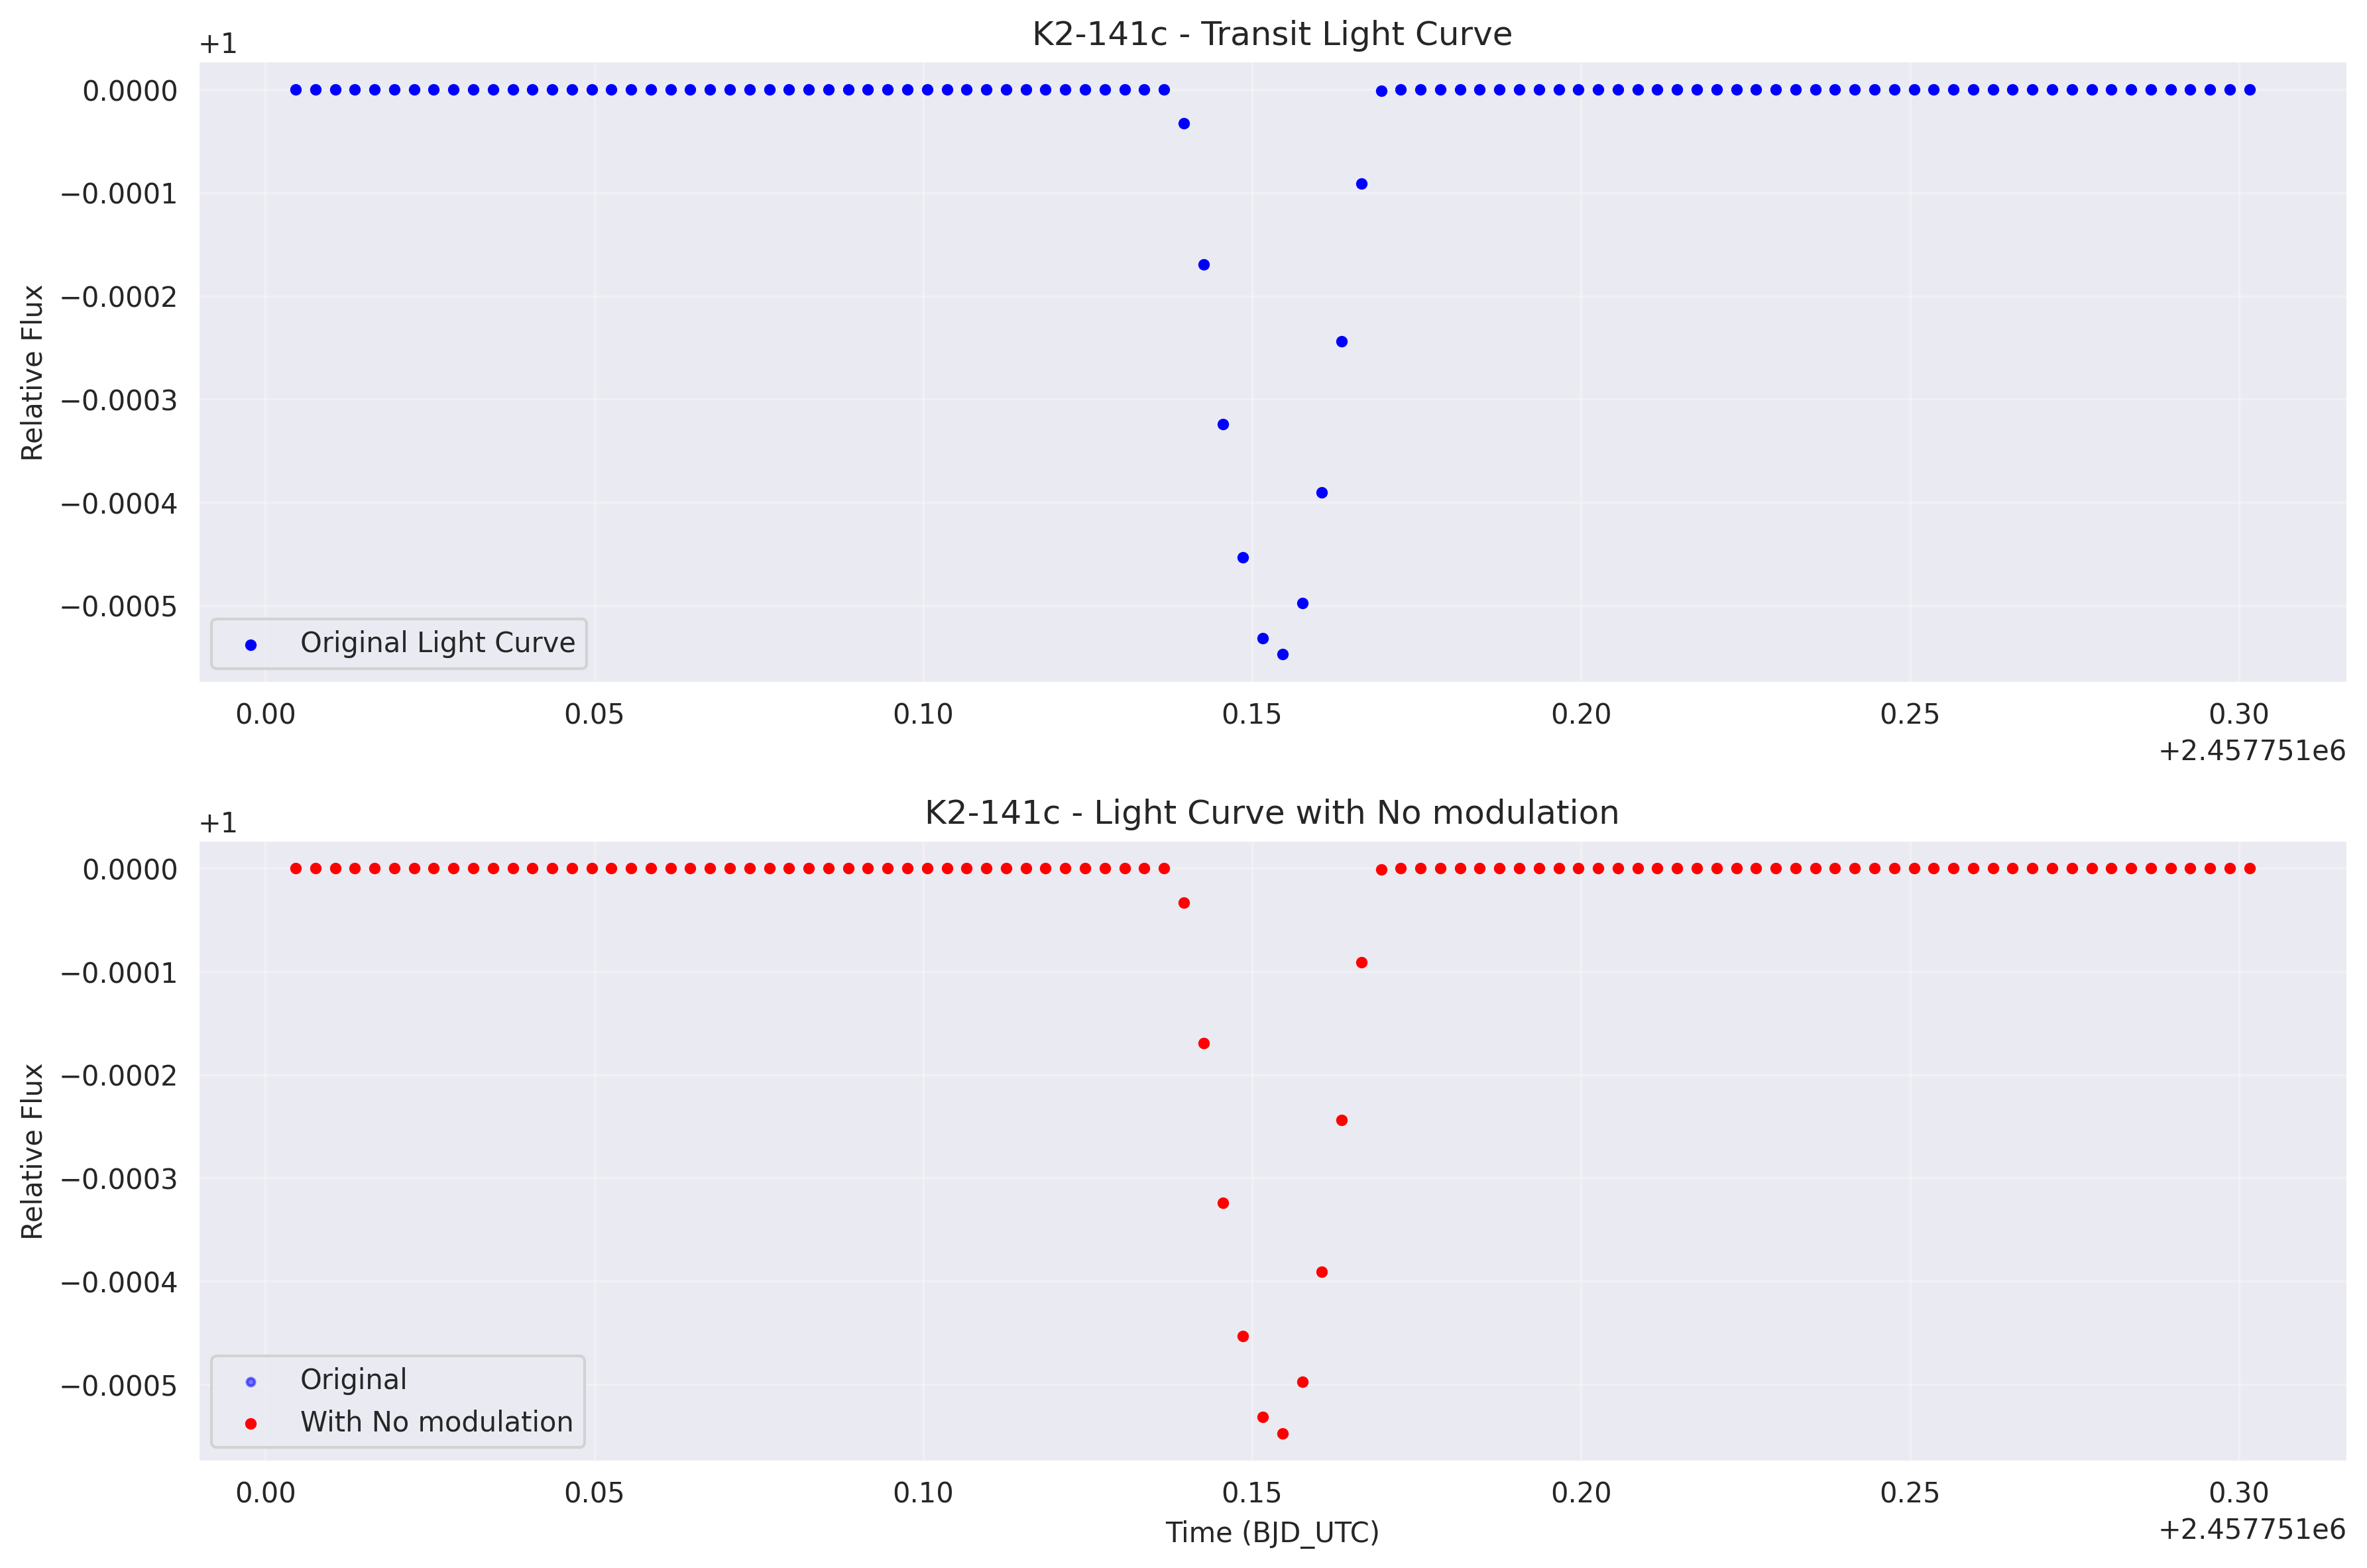 K2-141c - Transit Light Curve
+1
0.0000
−0.0001
−0.0002
−0.0003
−0.0004
−0.0005
Relative Flux
Original Light Curve
0.00 0.05 0.10 0.15 0.20 0.25 0.30
+2.457751e6
K2-141c - Light Curve with No modulation
+1
0.0000
−0.0001
−0.0002
−0.0003
−0.0004
−0.0005
Relative Flux
Original
With No modulation
0.00 0.05 0.10 0.15 0.20 0.25 0.30
Time (BJD_UTC)
+2.457751e6